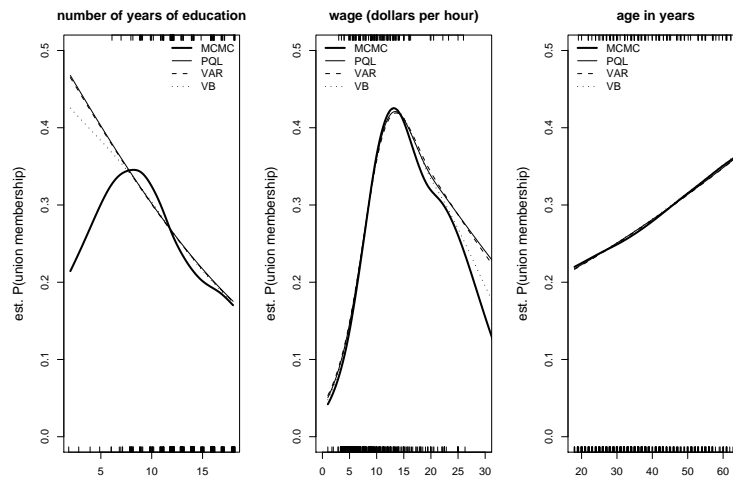 number of years of education
est. P(union membership)
0.5
0.4
0.3
0.2
0.1
0.0
MCMC
PQL
VAR
VB
5 10 15
wage (dollars per hour)
est. P(union membership)
0.5
0.4
0.3
0.2
0.1
0.0
MCMC
PQL
VAR
VB
0 5 10 15 20 25 30
age in years
est. P(union membership)
0.5
0.4
0.3
0.2
0.1
0.0
MCMC
PQL
VAR
VB
20 30 40 50 60